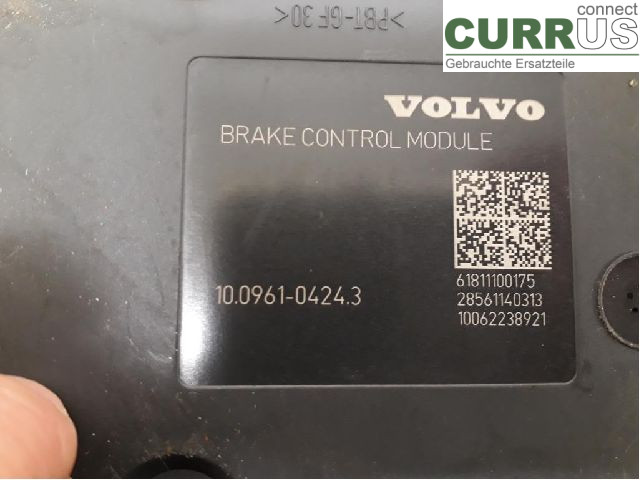 >PBT-GF30<
connect
CURRUS
Gebrauchte Ersatzteile
VOLVO
BRAKE CONTROL MODULE
61811100175
10.0961-0424.3
28561140313
10062238921